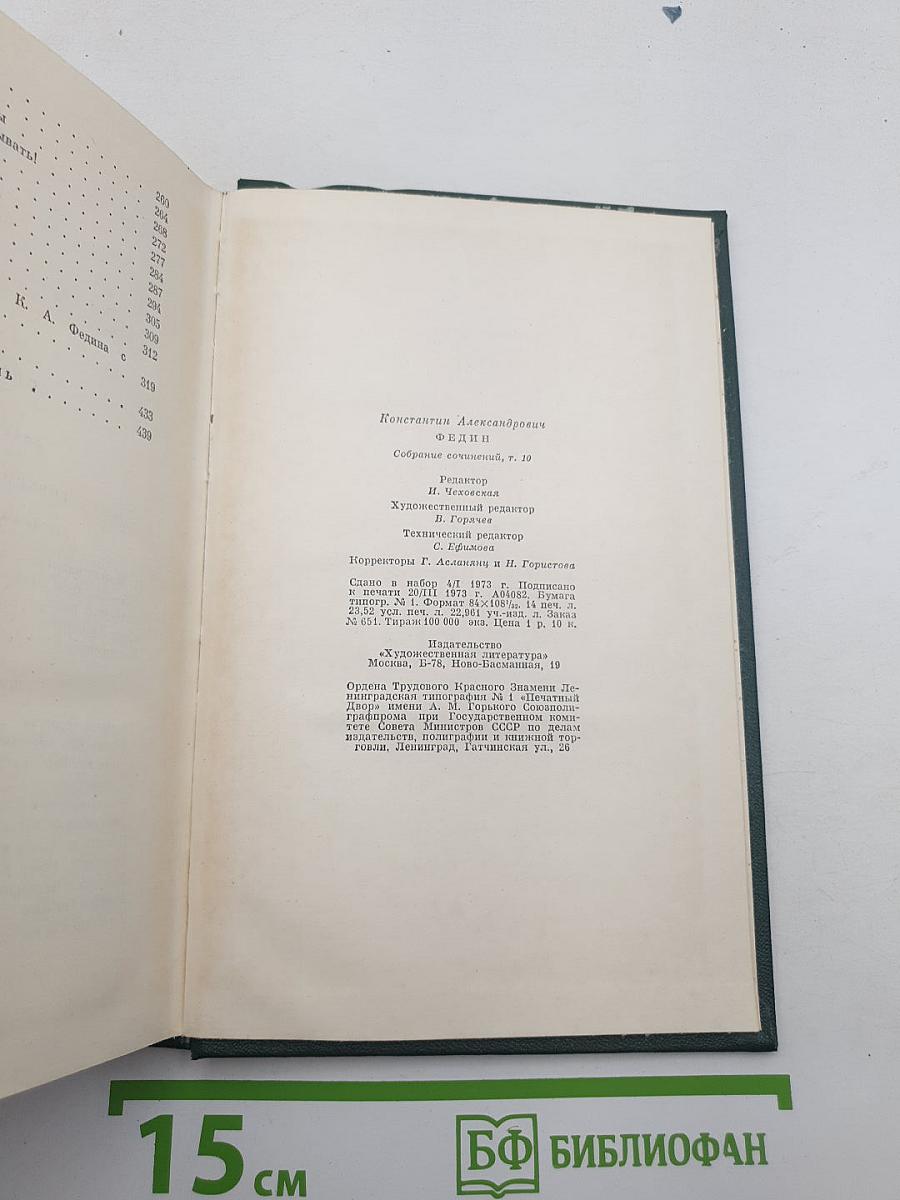 ывать!
260
264
268
272
277
284
287
294
305
309
312
К. А. Федина с
319
433
439
Константин Александрович
ФЕДИН
Собрание сочинений, т. 10
Редактор
И. Чеховская
Художественный редактор
В. Горячев
Технический редактор
С. Ефимова
Корректоры Г. Асланянц и Н. Гористова
Сдано в набор 4/I 1973 г. Подписано
к печати 20/III 1973 г. А04082. Бумага
типогр. № 1. Формат 84×108¹/₃₂. 14 печ. л.
23,52 усл. печ. л. 22,961 уч.-изд. л. Заказ
№ 651. Тираж 100 000 экз. Цена 1 р. 10 к.
Издательство
«Художественная литература»
Москва, Б-78, Ново-Басманная, 19
Ордена Трудового Красного Знамени Ле-
нинградская типография № 1 «Печатный
Двор» имени А. М. Горького Союзполи-
графпрома при Государственном коми-
тете Совета Министров СССР по делам
издательств, полиграфии и книжной тор-
говли, Ленинград, Гатчинская ул., 26
15 см
БФ БИБЛИОФАН